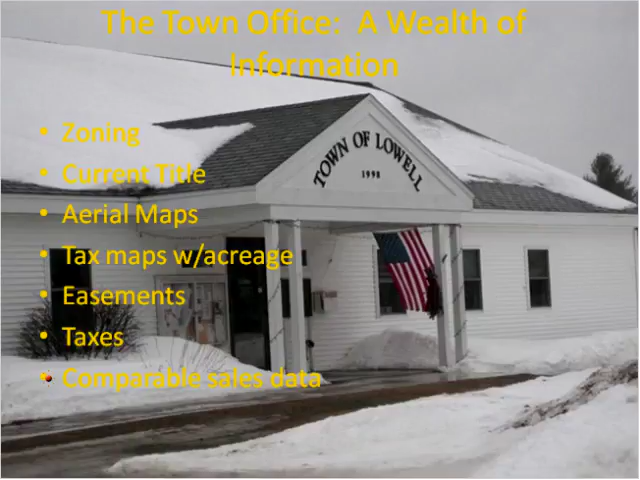 The Town Office: A Wealth of
Information
• Zoning
• Current Title
• Aerial Maps
• Tax maps w/acreage
• Easements
• Taxes
• Comparable sales data
TOWN OF LOWELL
1998